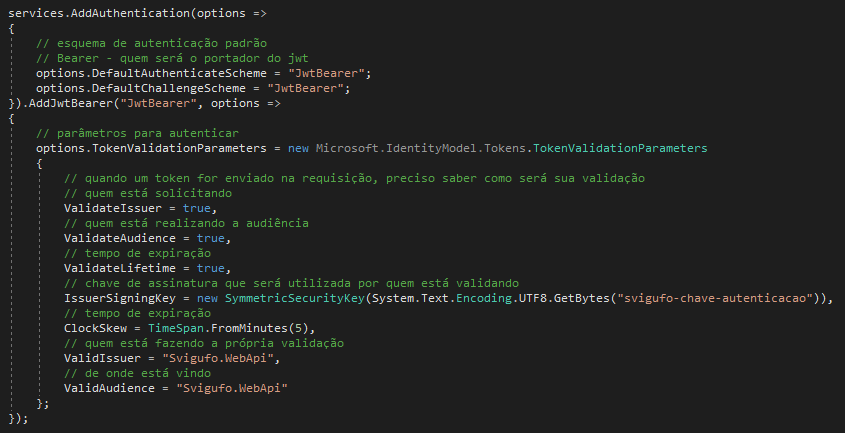 services.AddAuthentication(options =>
{
// esquema de autenticação padrão
// Bearer - quem será o portador do jwt
options.DefaultAuthenticateScheme = "JwtBearer";
options.DefaultChallengeScheme = "JwtBearer";
}).AddJwtBearer("JwtBearer", options =>
{
// parâmetros para autenticar
options.TokenValidationParameters = new Microsoft.IdentityModel.Tokens.TokenValidationParameters
{
// quando um token for enviado na requisição, preciso saber como será sua validação
// quem está solicitando
ValidateIssuer = true,
// quem está realizando a audiência
ValidateAudience = true,
// tempo de expiração
ValidateLifetime = true,
// chave de assinatura que será utilizada por quem está validando
IssuerSigningKey = new SymmetricSecurityKey(System.Text.Encoding.UTF8.GetBytes("svigufo-chave-autenticacao")),
// tempo de expiração
ClockSkew = TimeSpan.FromMinutes(5),
// quem está fazendo a própria validação
ValidIssuer = "Svigufo.WebApi",
// de onde está vindo
ValidAudience = "Svigufo.WebApi"
};
});